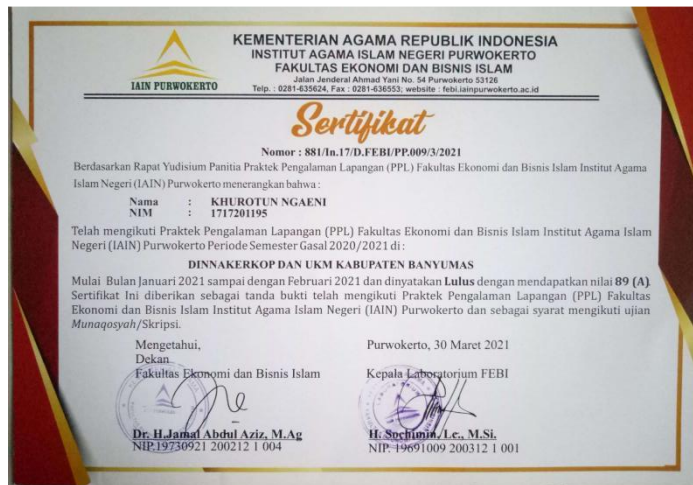 KEMENTERIAN AGAMA REPUBLIK INDONESIA
INSTITUT AGAMA ISLAM NEGERI PURWOKERTO
FAKULTAS EKONOMI DAN BISNIS ISLAM
Jalan Jenderal Ahmad Yani No. 54 Purwokerto 53126
Telp. : 0281-635624, Fax : 0281-636553; website : febi.iainpurwokerto.ac.id
IAIN PURWOKERTO
Sertifikat
Nomor : 881/In.17/D.FEBI/PP.009/3/2021
Berdasarkan Rapat Yudisium Panitia Praktek Pengalaman Lapangan (PPL) Fakultas Ekonomi dan Bisnis Islam Institut Agama
Islam Negeri (IAIN) Purwokerto menerangkan bahwa :
Nama : KHUROTUN NGAENI
NIM : 1717201195
Telah mengikuti Praktek Pengalaman Lapangan (PPL) Fakultas Ekonomi dan Bisnis Islam Institut Agama Islam
Negeri (IAIN) Purwokerto Periode Semester Gasal 2020/2021 di :
DINNAKERKOP DAN UKM KABUPATEN BANYUMAS
Mulai Bulan Januari 2021 sampai dengan Februari 2021 dan dinyatakan Lulus dengan mendapatkan nilai 89 (A).
Sertifikat Ini diberikan sebagai tanda bukti telah mengikuti Praktek Pengalaman Lapangan (PPL) Fakultas
Ekonomi dan Bisnis Islam Institut Agama Islam Negeri (IAIN) Purwokerto dan sebagai syarat mengikuti ujian
Munaqosyah/Skripsi.
Mengetahui,
Dekan
Fakultas Ekonomi dan Bisnis Islam
Dr. H.Jamal Abdul Aziz, M.Ag
NIP.19730921 200212 1 004
Purwokerto, 30 Maret 2021
Kepala Laboratorium FEBI
H. Sochimin, Lc., M.Si.
NIP. 19691009 200312 1 001